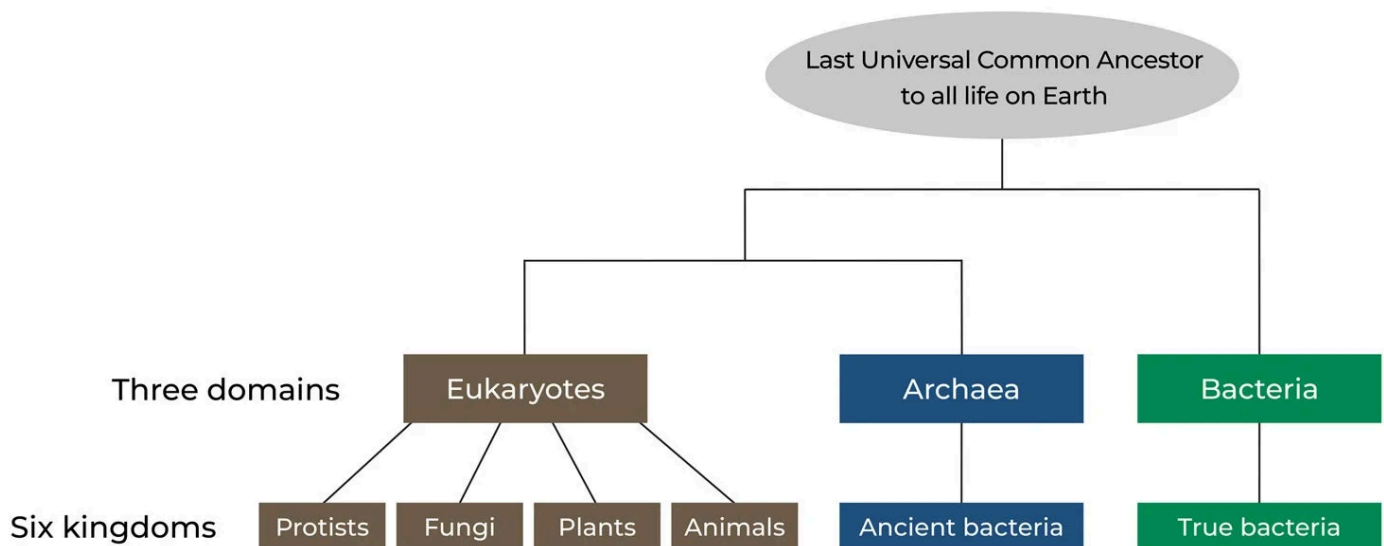 Last Universal Common Ancestor
to all life on Earth
Three domains
Eukaryotes
Archaea
Bacteria
Six kingdoms
Protists
Fungi
Plants
Animals
Ancient bacteria
True bacteria